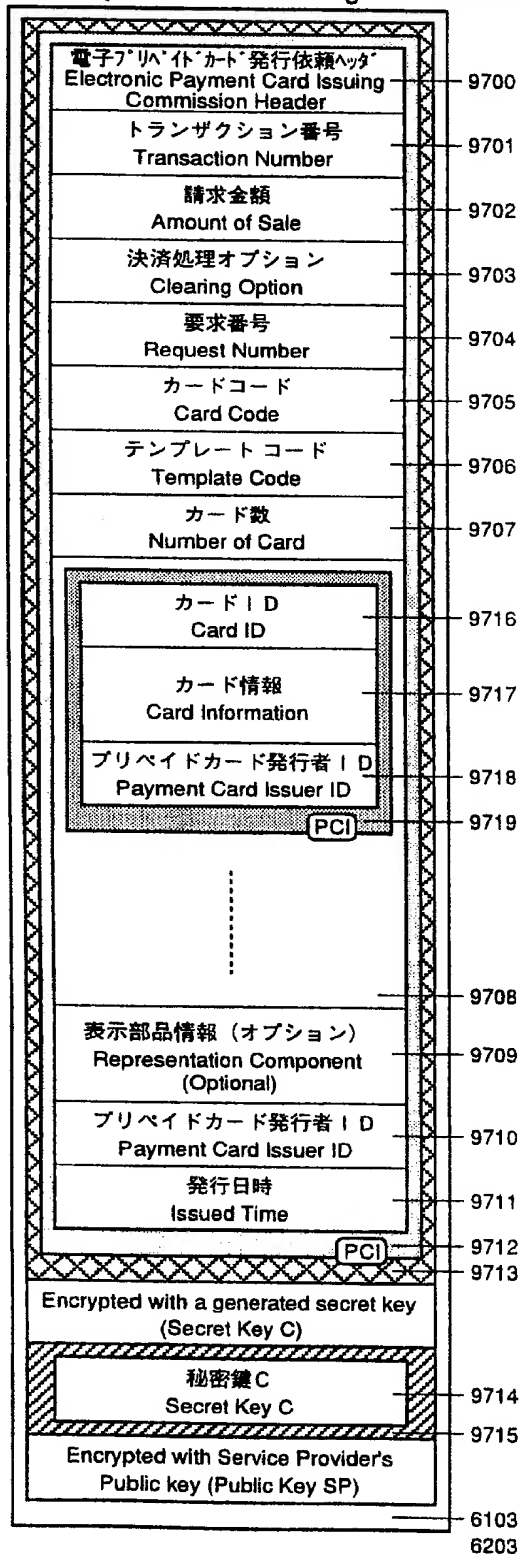 電子ﾌﾟﾘﾍﾟｲﾄﾞｶｰﾄﾞ発行依頼ﾍｯﾀﾞ
Electronic Payment Card Issuing
Commission Header
9700
トランザクション番号
Transaction Number
9701
請求金額
Amount of Sale
9702
決済処理オプション
Clearing Option
9703
要求番号
Request Number
9704
カードコード
Card Code
9705
テンプレートコード
Template Code
9706
カード数
Number of Card
9707
カードID
Card ID
9716
カード情報
Card Information
9717
プリペイドカード発行者ID
Payment Card Issuer ID
9718
PCI
9719
9708
表示部品情報（オプション）
Representation Component
(Optional)
9709
プリペイドカード発行者ID
Payment Card Issuer ID
9710
発行日時
Issued Time
9711
PCI
9712
9713
Encrypted with a generated secret key
(Secret Key C)
秘密鍵C
Secret Key C
9714
9715
Encrypted with Service Provider's
Public key (Public Key SP)
6103
6203